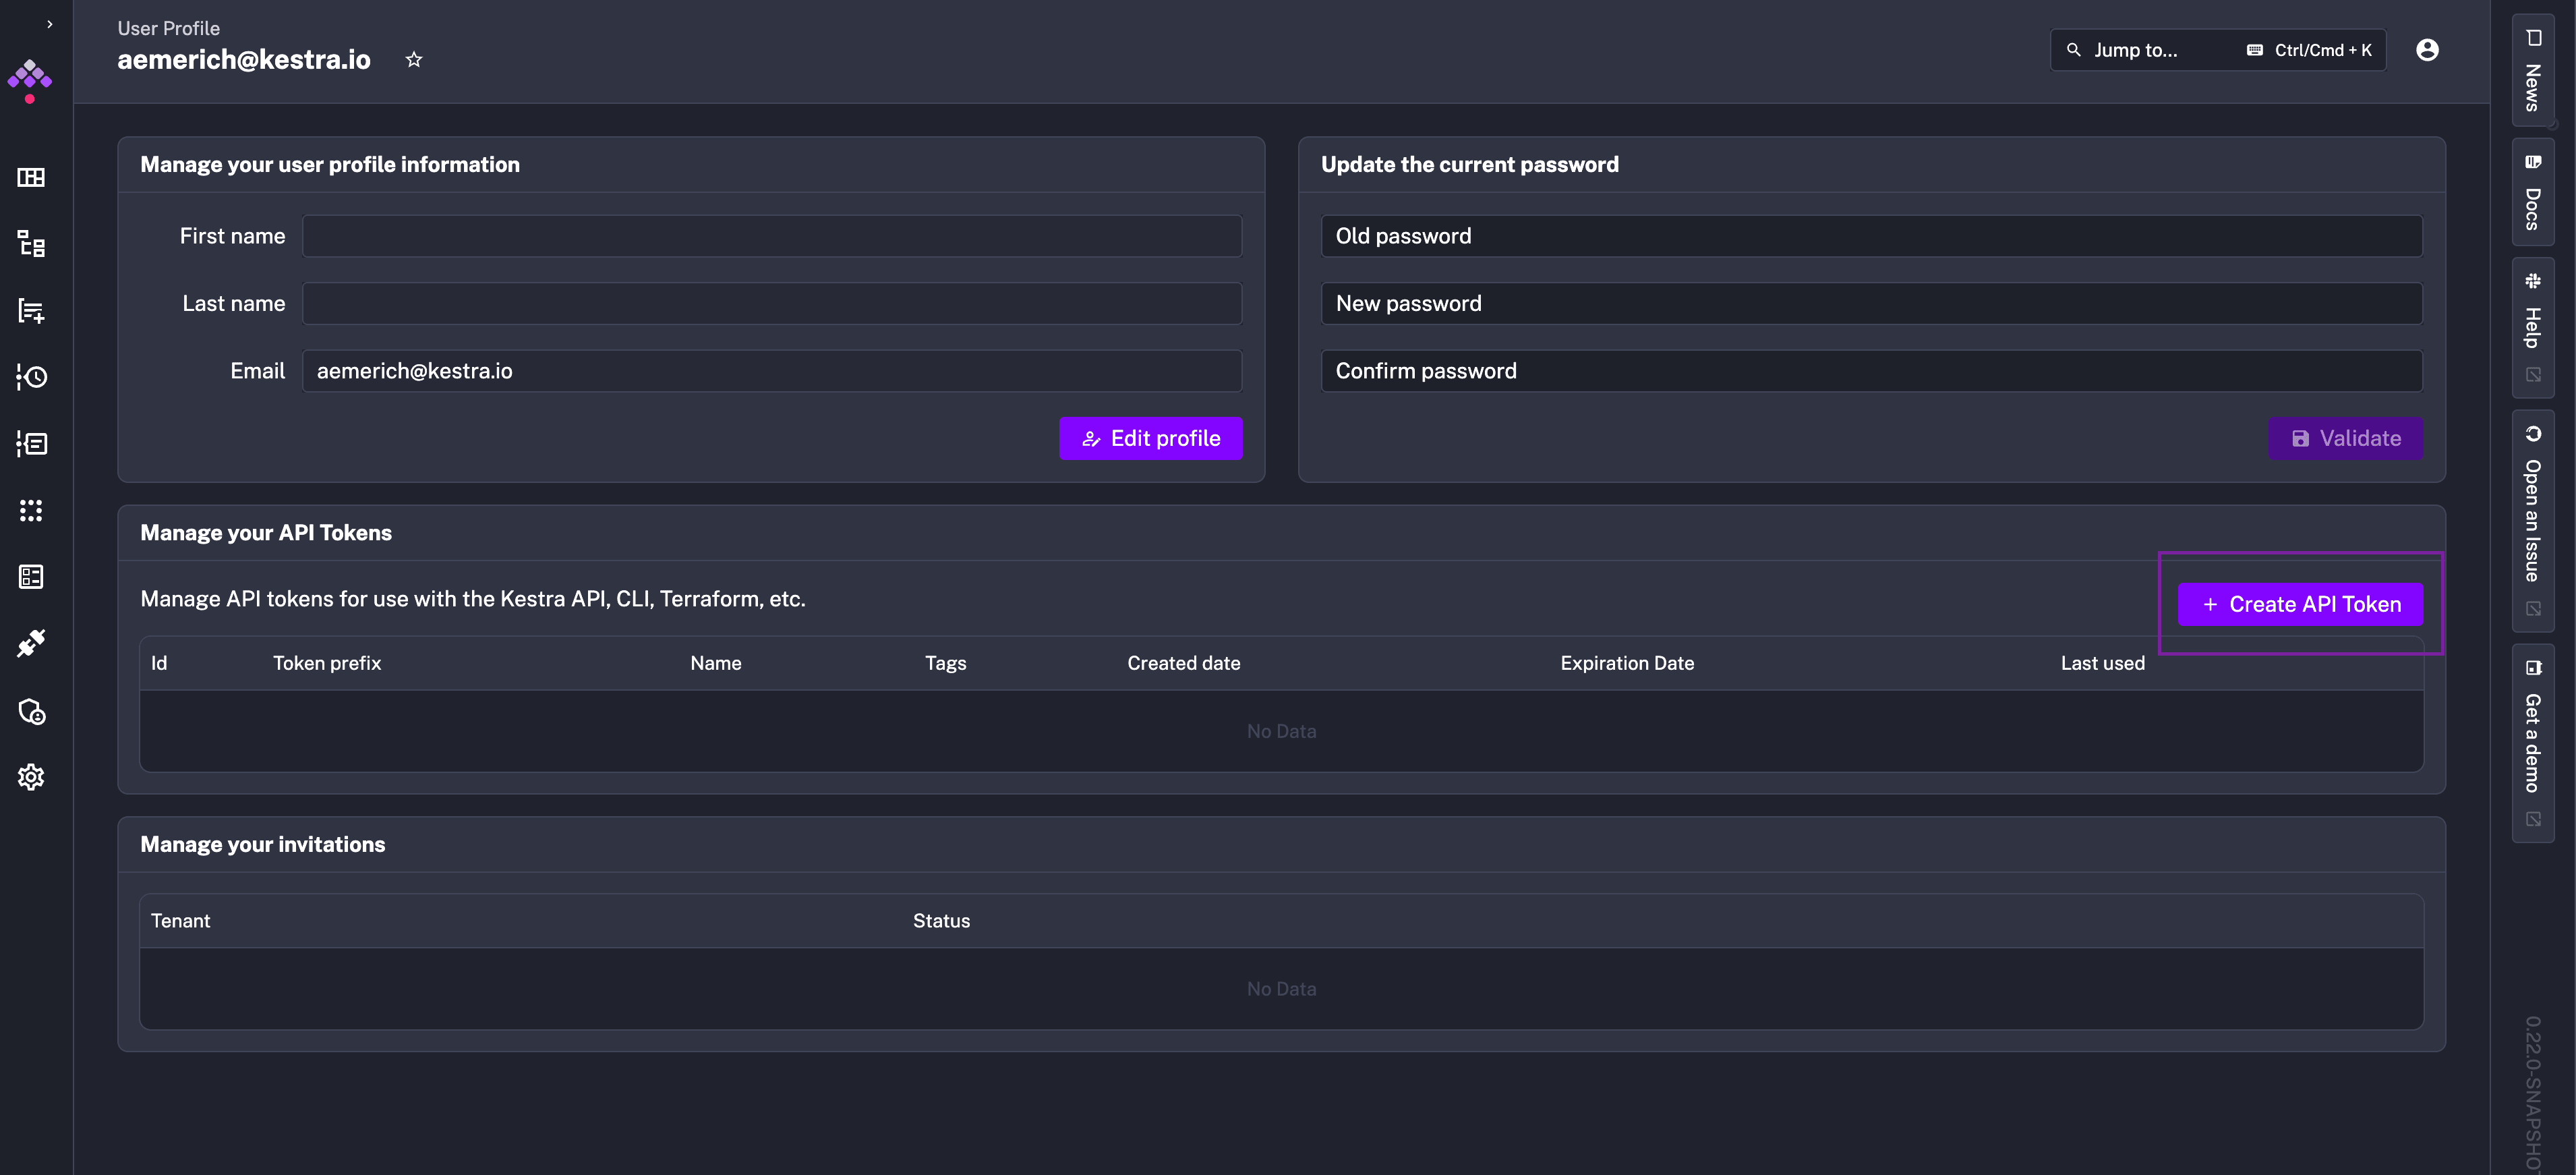 User Profile
aemerich@kestra.io
Jump to...
Ctrl/Cmd + K
Manage your user profile information
First name
Last name
Email
aemerich@kestra.io
Edit profile
Update the current password
Old password
New password
Confirm password
Validate
Manage your API Tokens
Manage API tokens for use with the Kestra API, CLI, Terraform, etc.
+ Create API Token
Id Token prefix Name Tags Created date Expiration Date Last used
No Data
Manage your invitations
Tenant Status
No Data
News
Docs
Help
Open an Issue
Get a demo
0.22.0-SNAPSHOT